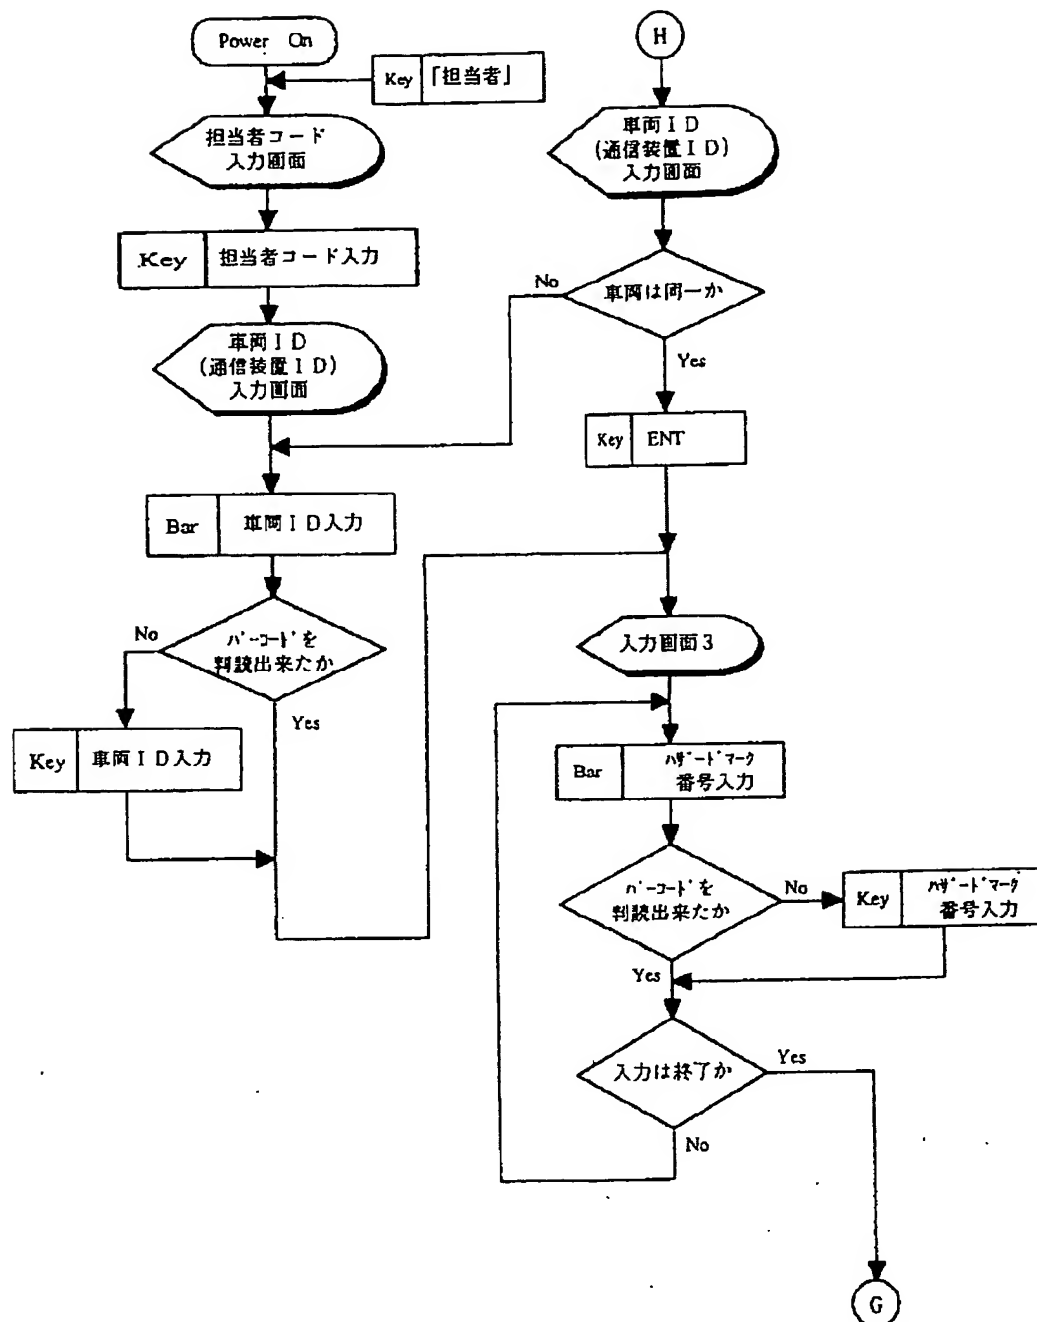 Power On
Key 「担当者」
担当者コード
入力画面
Key 担当者コード入力
車両ID
(通信装置ID)
入力画面
Bar 車両ID入力
バーコードを
判読出来たか
No
Yes
Key 車両ID入力
H
車両ID
(通信装置ID)
入力画面
車両は同一か
No
Yes
Key ENT
入力画面3
Bar ハザードマーク
番号入力
バーコードを
判読出来たか
No
Key ハザードマーク
番号入力
Yes
入力は終了か
Yes
No
G